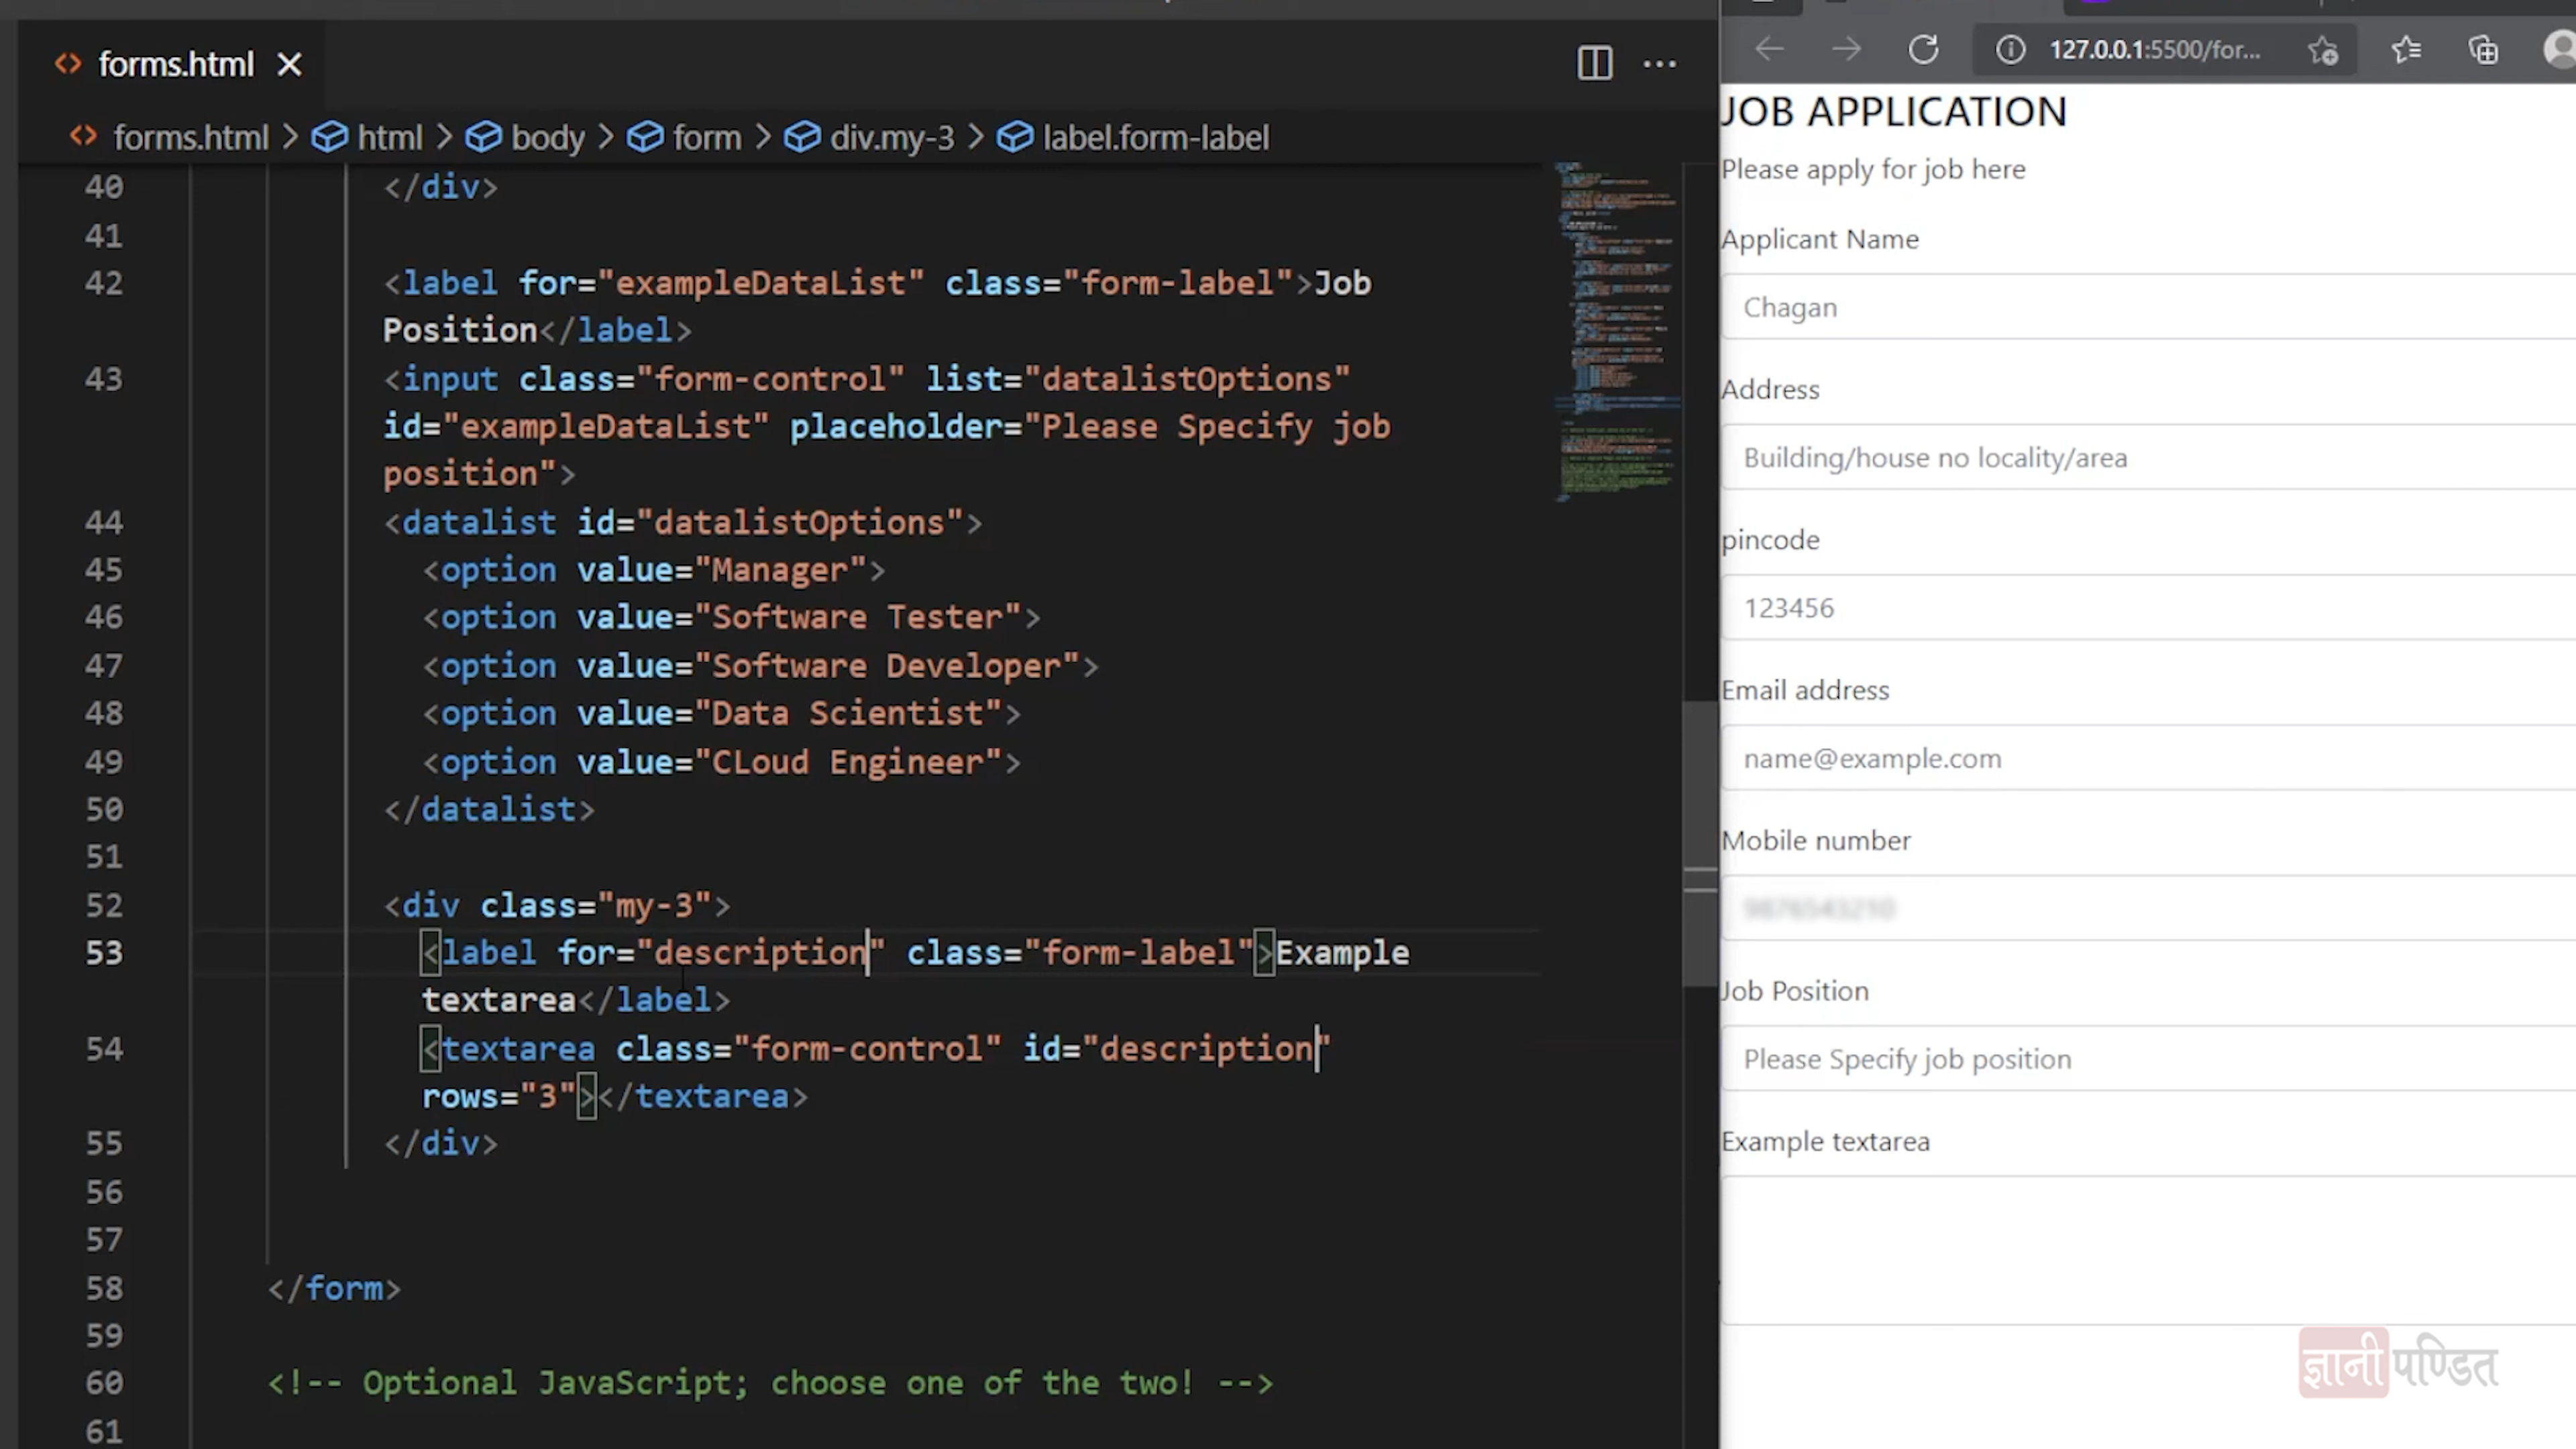 forms.html
forms.html > html > body > form > div.my-3 > label.form-label
40 </div>
41
42 <label for="exampleDataList" class="form-label">Job
Position</label>
43 <input class="form-control" list="datalistOptions"
id="exampleDataList" placeholder="Please Specify job
position">
44 <datalist id="datalistOptions">
45 <option value="Manager">
46 <option value="Software Tester">
47 <option value="Software Developer">
48 <option value="Data Scientist">
49 <option value="CLoud Engineer">
50 </datalist>
51
52 <div class="my-3">
53 <label for="description" class="form-label">Example
textarea</label>
54 <textarea class="form-control" id="description"
rows="3"></textarea>
55 </div>
56
57
58 </form>
59
60 <!-- Optional JavaScript; choose one of the two! -->
61
127.0.0.1:5500/for...
JOB APPLICATION
Please apply for job here
Applicant Name
Chagan
Address
Building/house no locality/area
pincode
123456
Email address
name@example.com
Mobile number
Job Position
Please Specify job position
Example textarea
ज्ञानी पण्डित